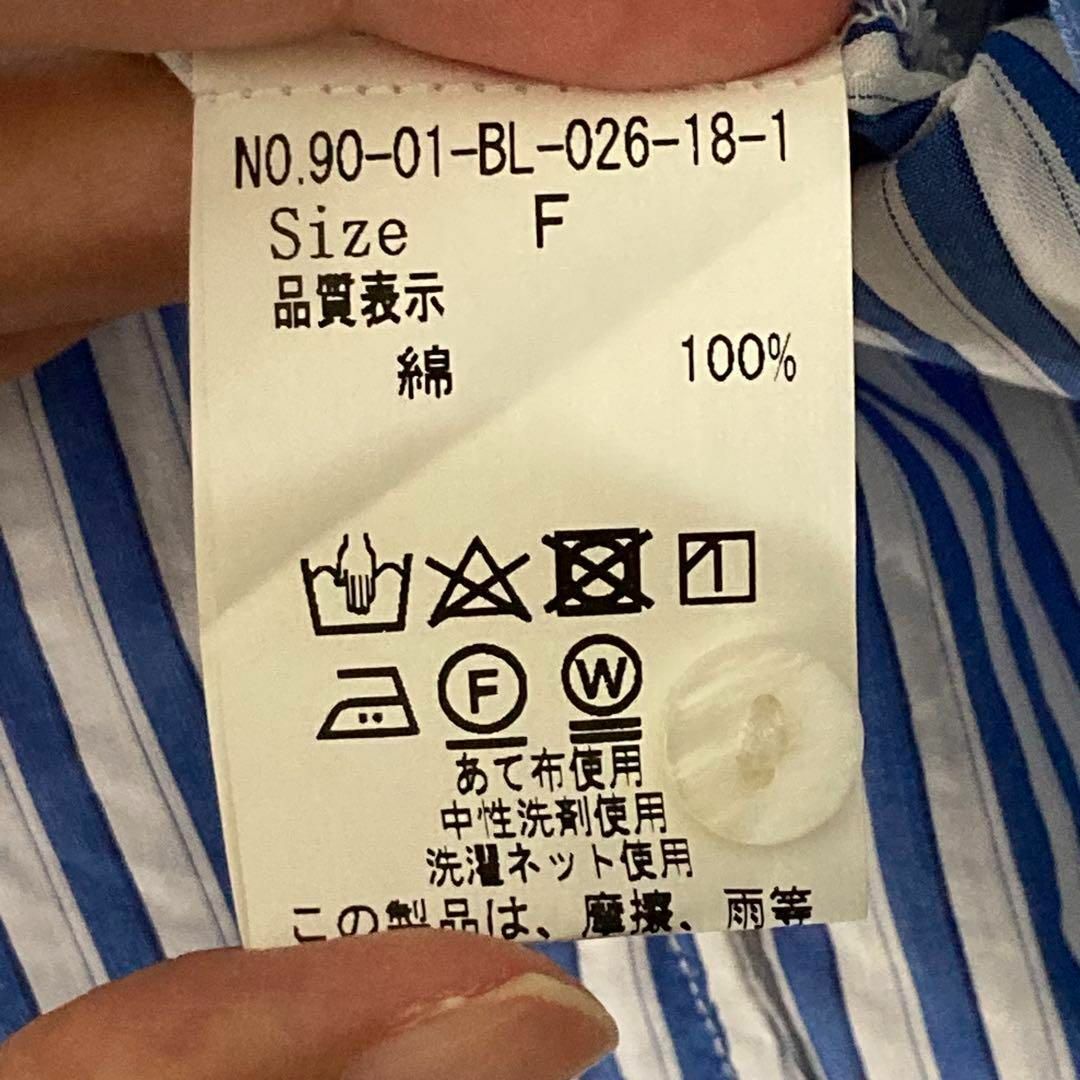 NO.90-01-BL-026-18-1
Size F
品質表示
綿 100%
F W
あて布使用
中性洗剤使用
洗濯ネット使用
この製品は、摩擦、雨等